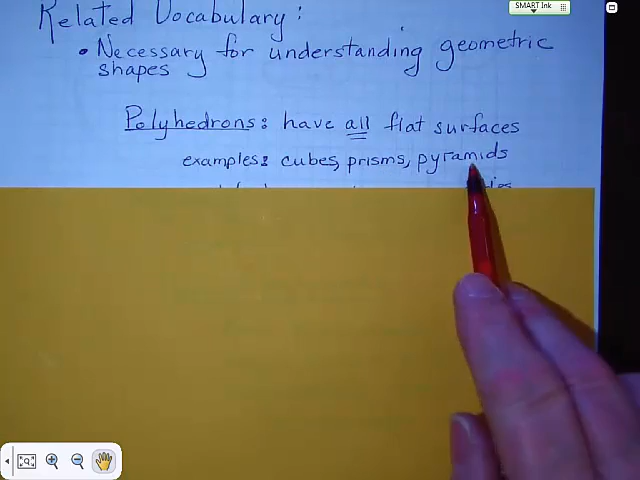 Related Vocabulary:
SMART Ink
• Necessary for understanding geometric
shapes
Polyhedrons: have all flat surfaces
examples: cubes, prisms, pyramids